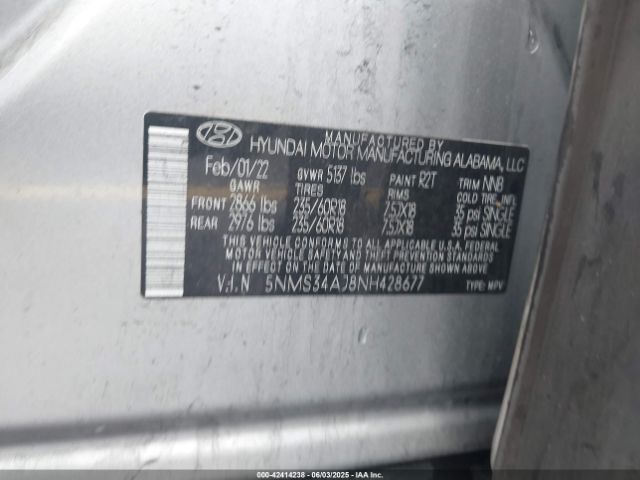 MANUFACTURED BY
HYUNDAI MOTOR MANUFACTURING ALABAMA, LLC
Feb/01/22 GVWR 5137 lbs PAINT R2T TRIM NNB
GAWR TIRES RIMS COLD TIRE INFL
FRONT 2866 lbs 235/60R18 7.5JX18 35 psi SINGLE
REAR 2976 lbs 235/60R18 7.5JX18 35 psi SINGLE
THIS VEHICLE CONFORMS TO ALL APPLICABLE U.S.A. FEDERAL
MOTOR VEHICLE SAFETY STANDARDS IN EFFECT ON THE
DATE OF MANUFACTURE SHOWN ABOVE.
V.I.N 5NMS34AJ8NH428677 TYPE: MPV
000-42414238 - 06/03/2025 - IAA Inc.